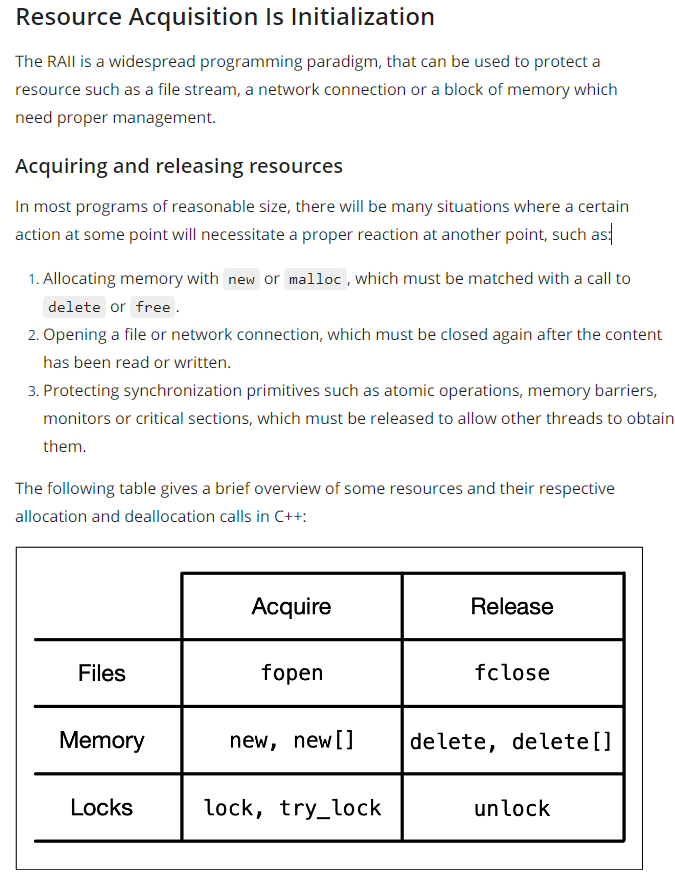 Resource Acquisition Is Initialization
The RAII is a widespread programming paradigm, that can be used to protect a
resource such as a file stream, a network connection or a block of memory which
need proper management.
Acquiring and releasing resources
In most programs of reasonable size, there will be many situations where a certain
action at some point will necessitate a proper reaction at another point, such as:
1. Allocating memory with new or malloc , which must be matched with a call to
delete or free .
2. Opening a file or network connection, which must be closed again after the content
has been read or written.
3. Protecting synchronization primitives such as atomic operations, memory barriers,
monitors or critical sections, which must be released to allow other threads to obtain
them.
The following table gives a brief overview of some resources and their respective
allocation and deallocation calls in C++:
Acquire Release
Files fopen fclose
Memory new, new[] delete, delete[]
Locks lock, try_lock unlock